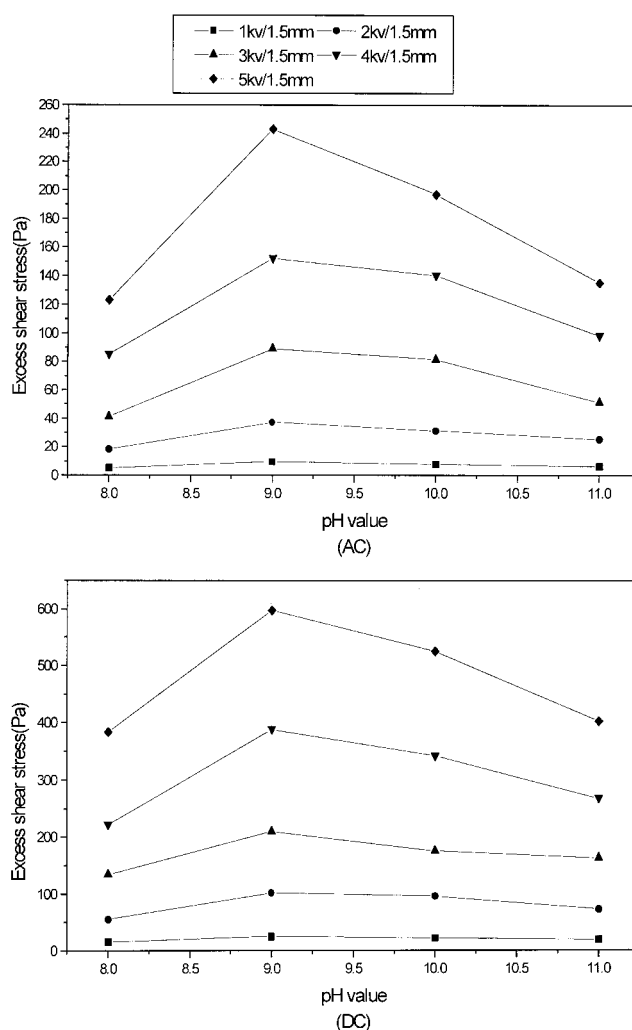 1kv/1.5mm 2kv/1.5mm
3kv/1.5mm 4kv/1.5mm
5kv/1.5mm
260
240
220
200
180
160
140
120
100
80
60
40
20
0
Excess shear stress(Pa)
8.0 8.5 9.0 9.5 10.0 10.5 11.0
pH value
(AC)
600
500
400
300
200
100
0
Excess shear stress(Pa)
8.0 8.5 9.0 9.5 10.0 10.5 11.0
pH value
(DC)